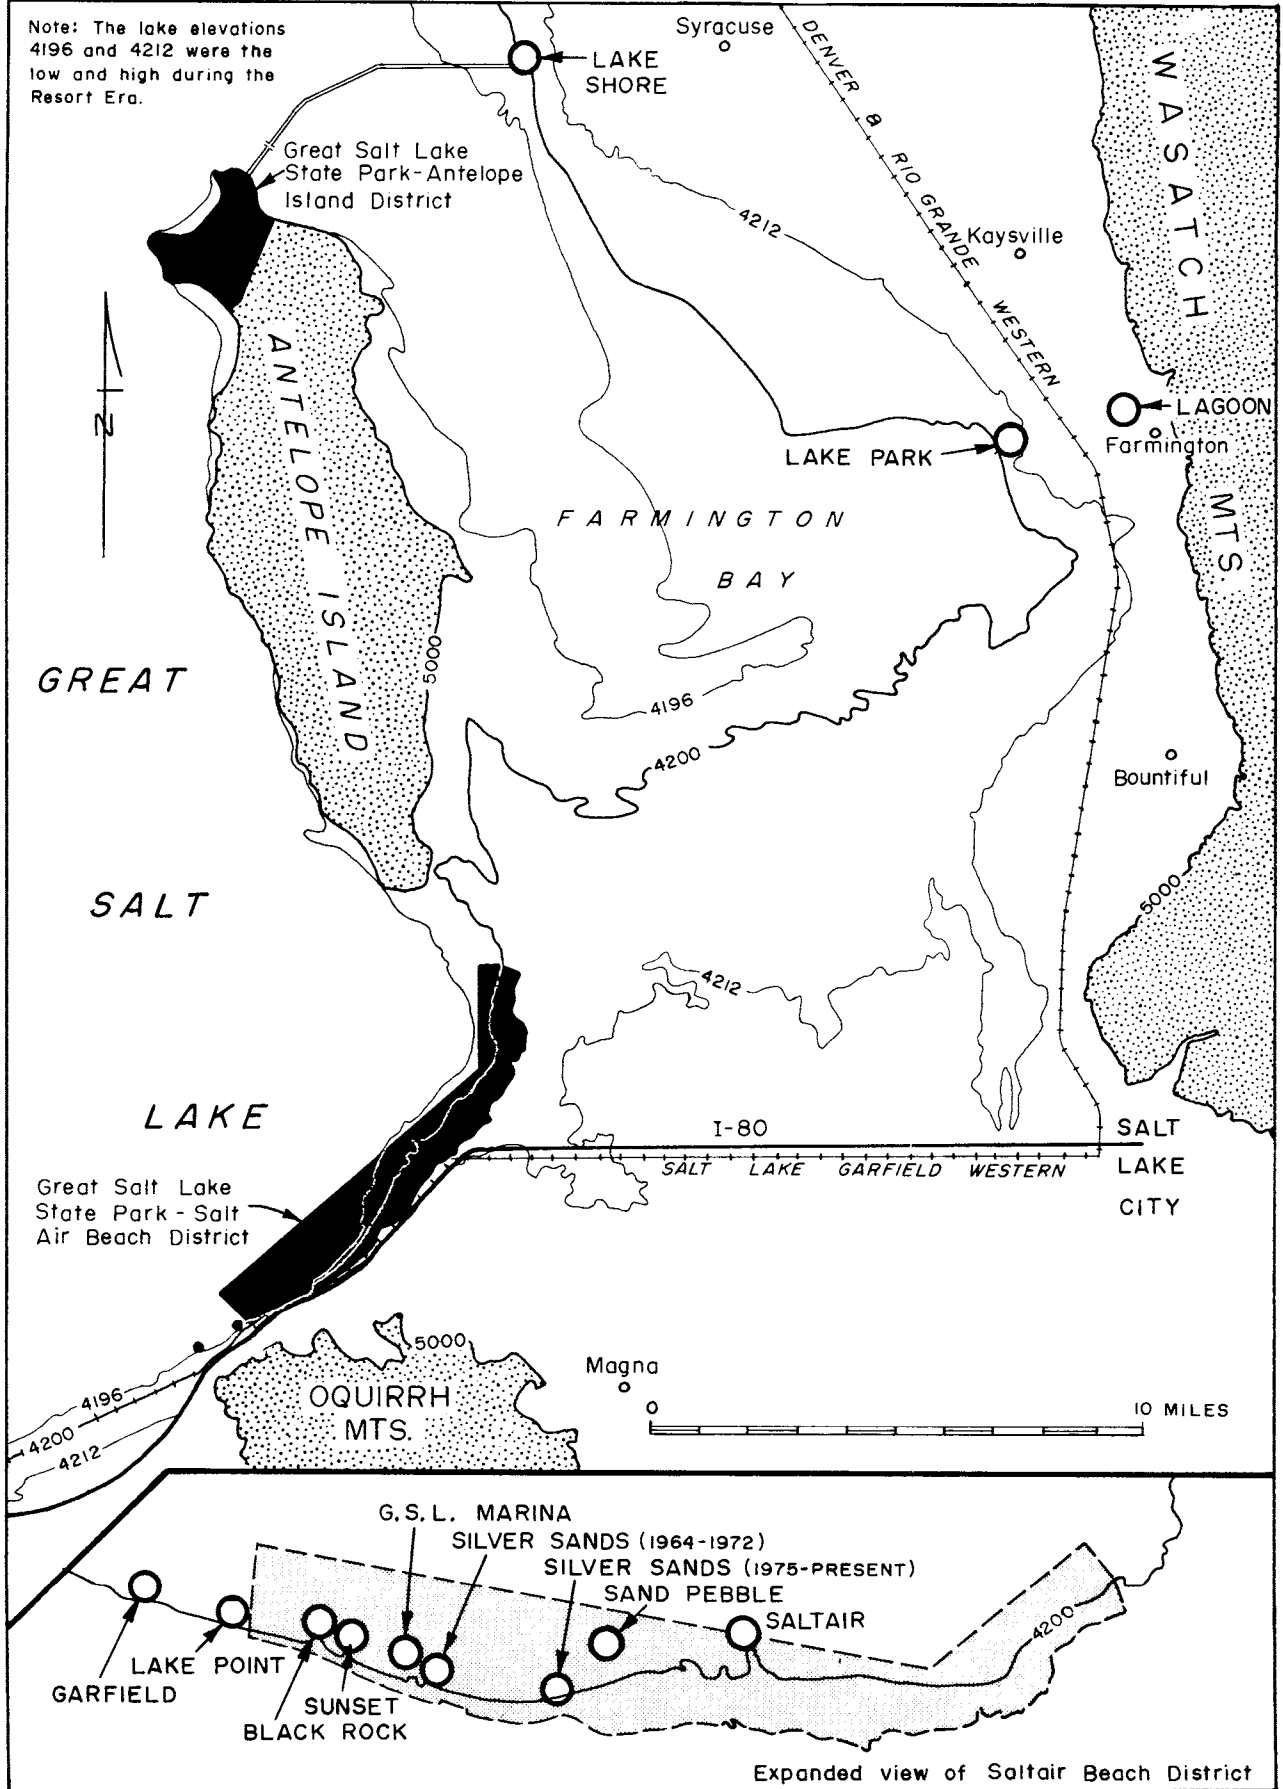 Note: The lake elevations
4196 and 4212 were the
low and high during the
Resort Era.
Syracuse
LAKE
SHORE
DENVER & RIO GRANDE WESTERN
WASATCH MTS
Great Salt Lake
State Park-Antelope
Island District
4212
Kaysville
N
ANTELOPE ISLAND
LAGOON
Farmington
LAKE PARK
FARMINGTON
BAY
5000
GREAT
4196
4200
Bountiful
5000
SALT
4212
LAKE
I-80
SALT
LAKE
CITY
SALT LAKE GARFIELD WESTERN
Great Salt Lake
State Park - Salt
Air Beach District
5000
Magna
OQUIRRH
MTS.
0 10 MILES
4196
4200
4212
G.S.L. MARINA
SILVER SANDS (1964-1972)
SILVER SANDS (1975-PRESENT)
SAND PEBBLE
SALTAIR
4200
LAKE POINT
GARFIELD
SUNSET
BLACK ROCK
Expanded view of Saltair Beach District